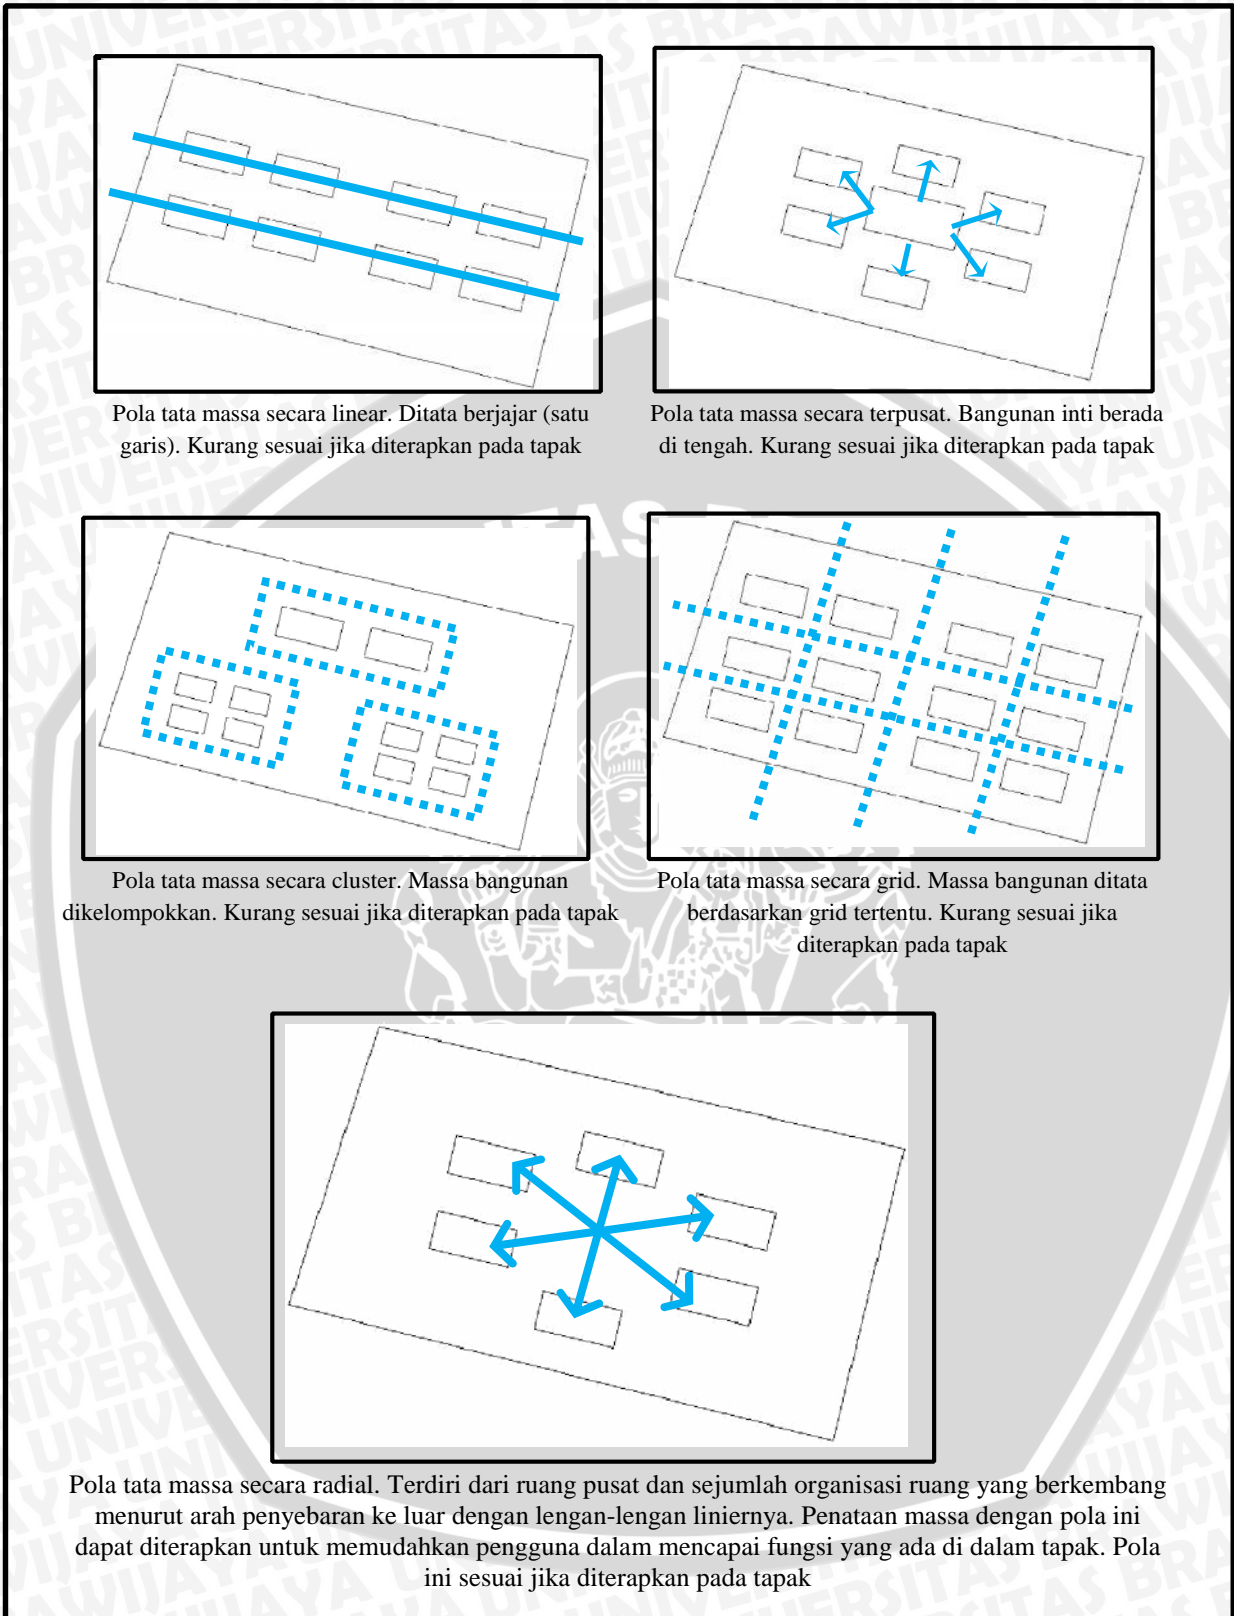 Pola tata massa secara linear. Ditata berjajar (satu
garis). Kurang sesuai jika diterapkan pada tapak
Pola tata massa secara terpusat. Bangunan inti berada
di tengah. Kurang sesuai jika diterapkan pada tapak
Pola tata massa secara cluster. Massa bangunan
dikelompokkan. Kurang sesuai jika diterapkan pada tapak
Pola tata massa secara grid. Massa bangunan ditata
berdasarkan grid tertentu. Kurang sesuai jika
diterapkan pada tapak
Pola tata massa secara radial. Terdiri dari ruang pusat dan sejumlah organisasi ruang yang berkembang
menurut arah penyebaran ke luar dengan lengan-lengan liniernya. Penataan massa dengan pola ini
dapat diterapkan untuk memudahkan pengguna dalam mencapai fungsi yang ada di dalam tapak. Pola
ini sesuai jika diterapkan pada tapak